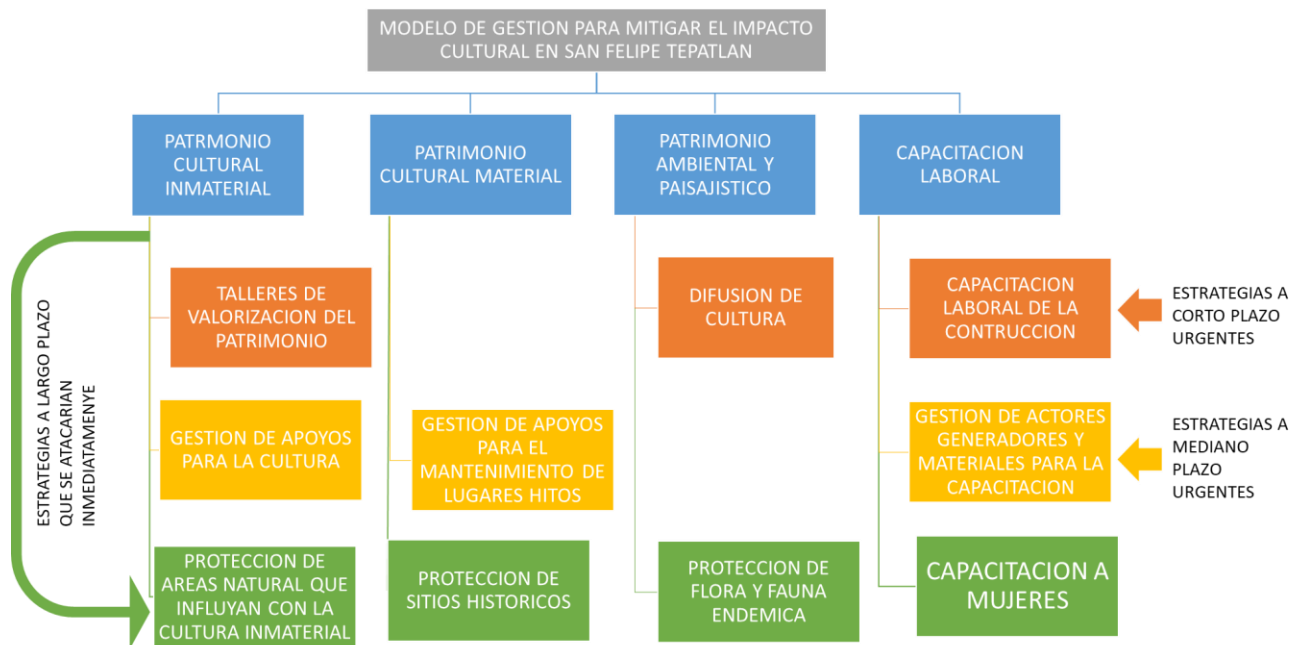 MODELO DE GESTION PARA MITIGAR EL IMPACTO
CULTURAL EN SAN FELIPE TEPATLAN
PATRMONIO
CULTURAL
INMATERIAL
PATRIMONIO
CULTURAL MATERIAL
PATRIMONIO
AMBIENTAL Y
PAISAJISTICO
CAPACITACION
LABORAL
TALLERES DE
VALORIZACION DEL
PATRIMONIO
DIFUSION DE
CULTURA
CAPACITACION
LABORAL DE LA
CONTRUCCION
ESTRATEGIAS A
CORTO PLAZO
URGENTES
GESTION DE APOYOS
PARA LA CULTURA
GESTION DE APOYOS
PARA EL
MANTENIMIENTO DE
LUGARES HITOS
GESTION DE ACTORES
GENERADORES Y
MATERIALES PARA LA
CAPACITACION
ESTRATEGIAS A
MEDIANO
PLAZO
URGENTES
ESTRATEGIAS A LARGO PLAZO
QUE SE ATACARIAN
INMEDIATAMENYE
PROTECCION DE
AREAS NATURAL QUE
INFLUYAN CON LA
CULTURA INMATERIAL
PROTECCION DE
SITIOS HISTORICOS
PROTECCION DE
FLORA Y FAUNA
ENDEMICA
CAPACITACION A
MUJERES